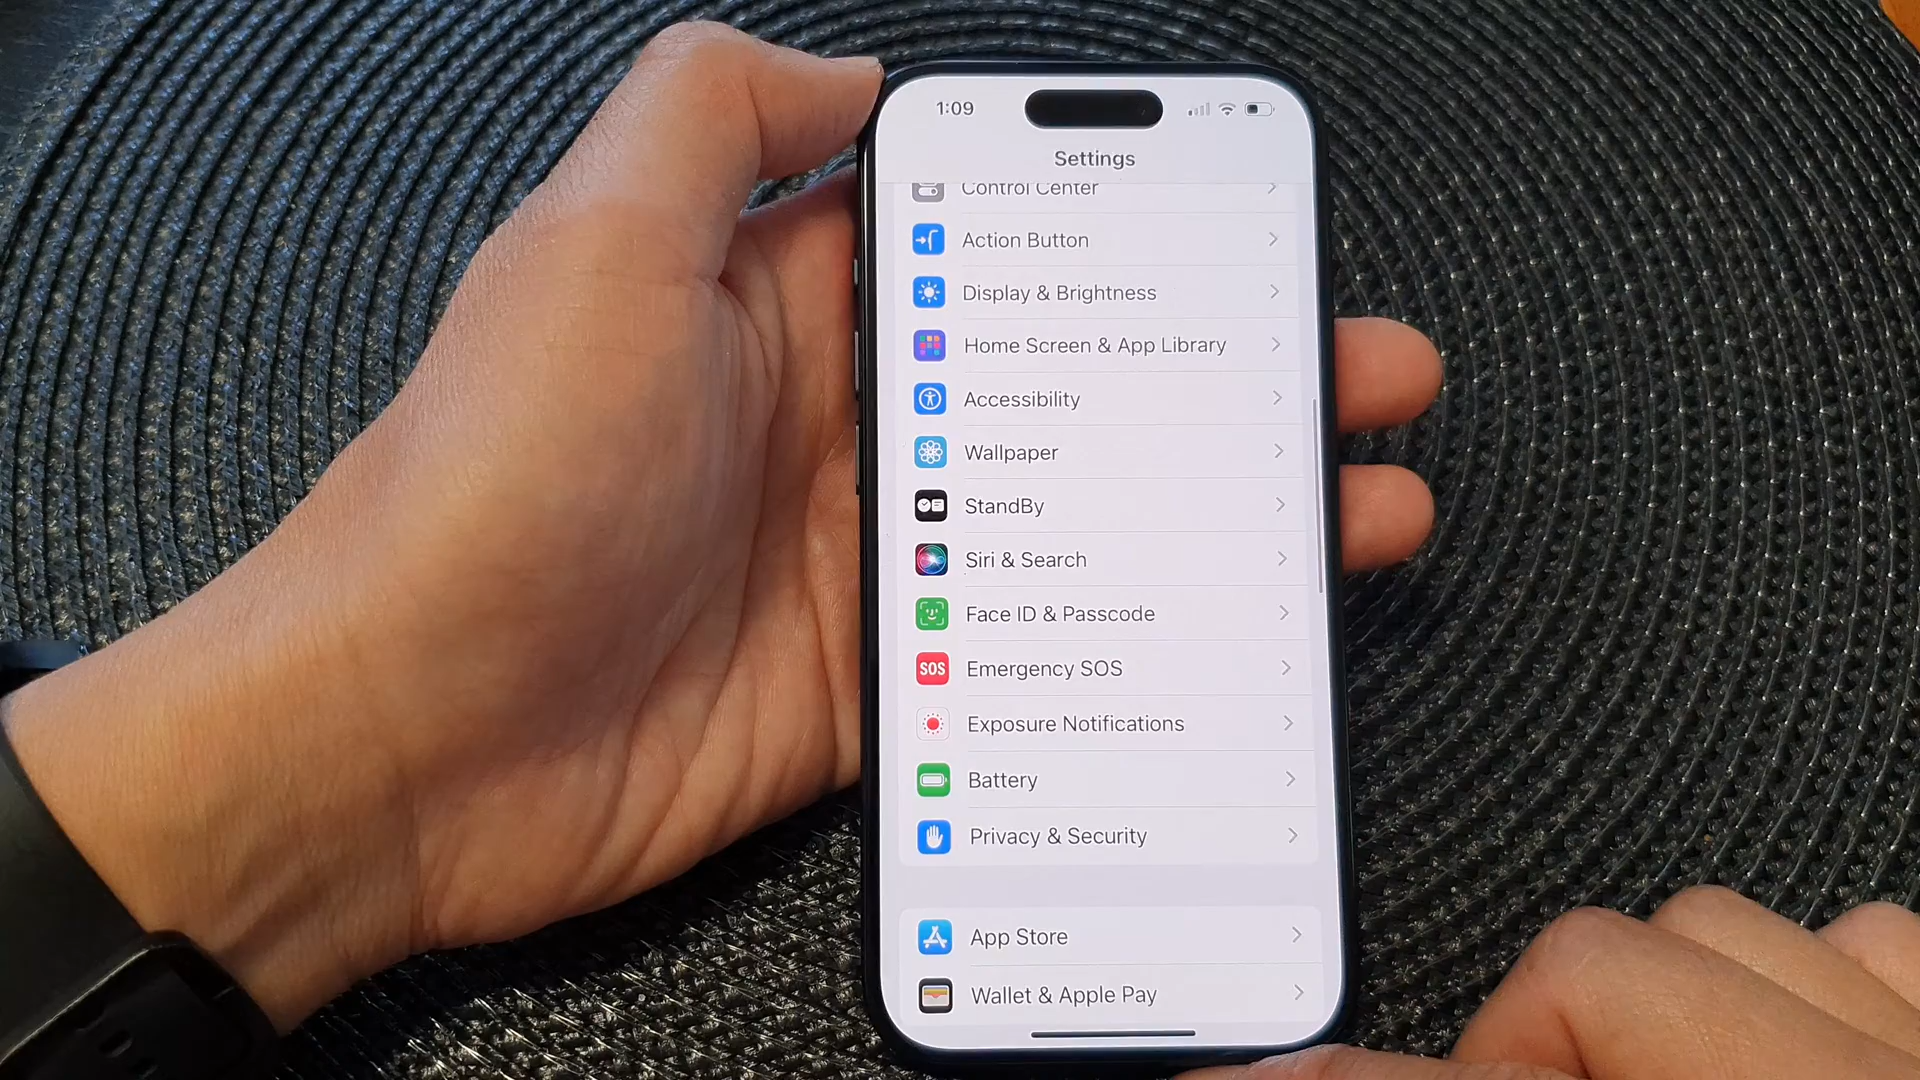 1:09
Settings
Control Center
Action Button
Display & Brightness
Home Screen & App Library
Accessibility
Wallpaper
StandBy
Siri & Search
Face ID & Passcode
SOS Emergency SOS
Exposure Notifications
Battery
Privacy & Security
App Store
Wallet & Apple Pay